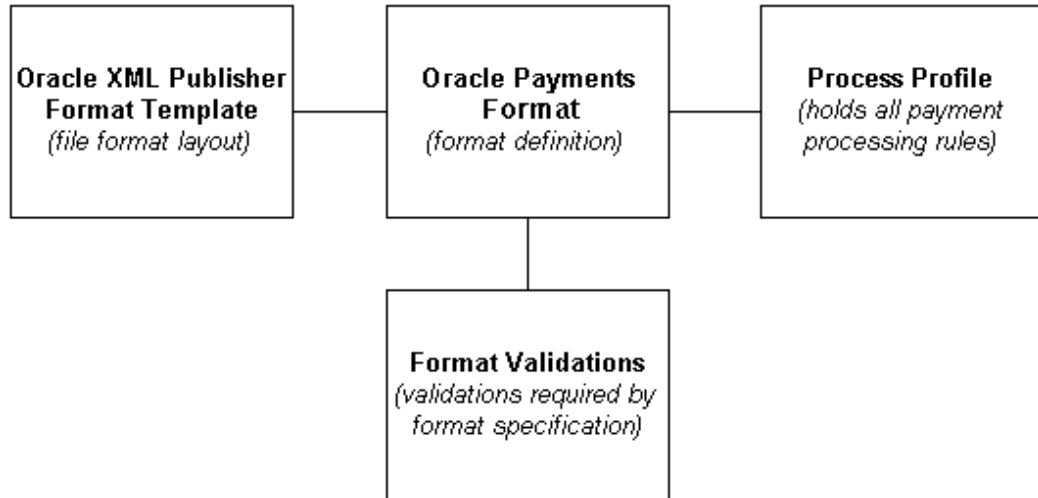 Oracle XML Publisher
Format Template
(file format layout)
Oracle Payments
Format
(format definition)
Process Profile
(holds all payment
processing rules)
Format Validations
(validations required by
format specification)